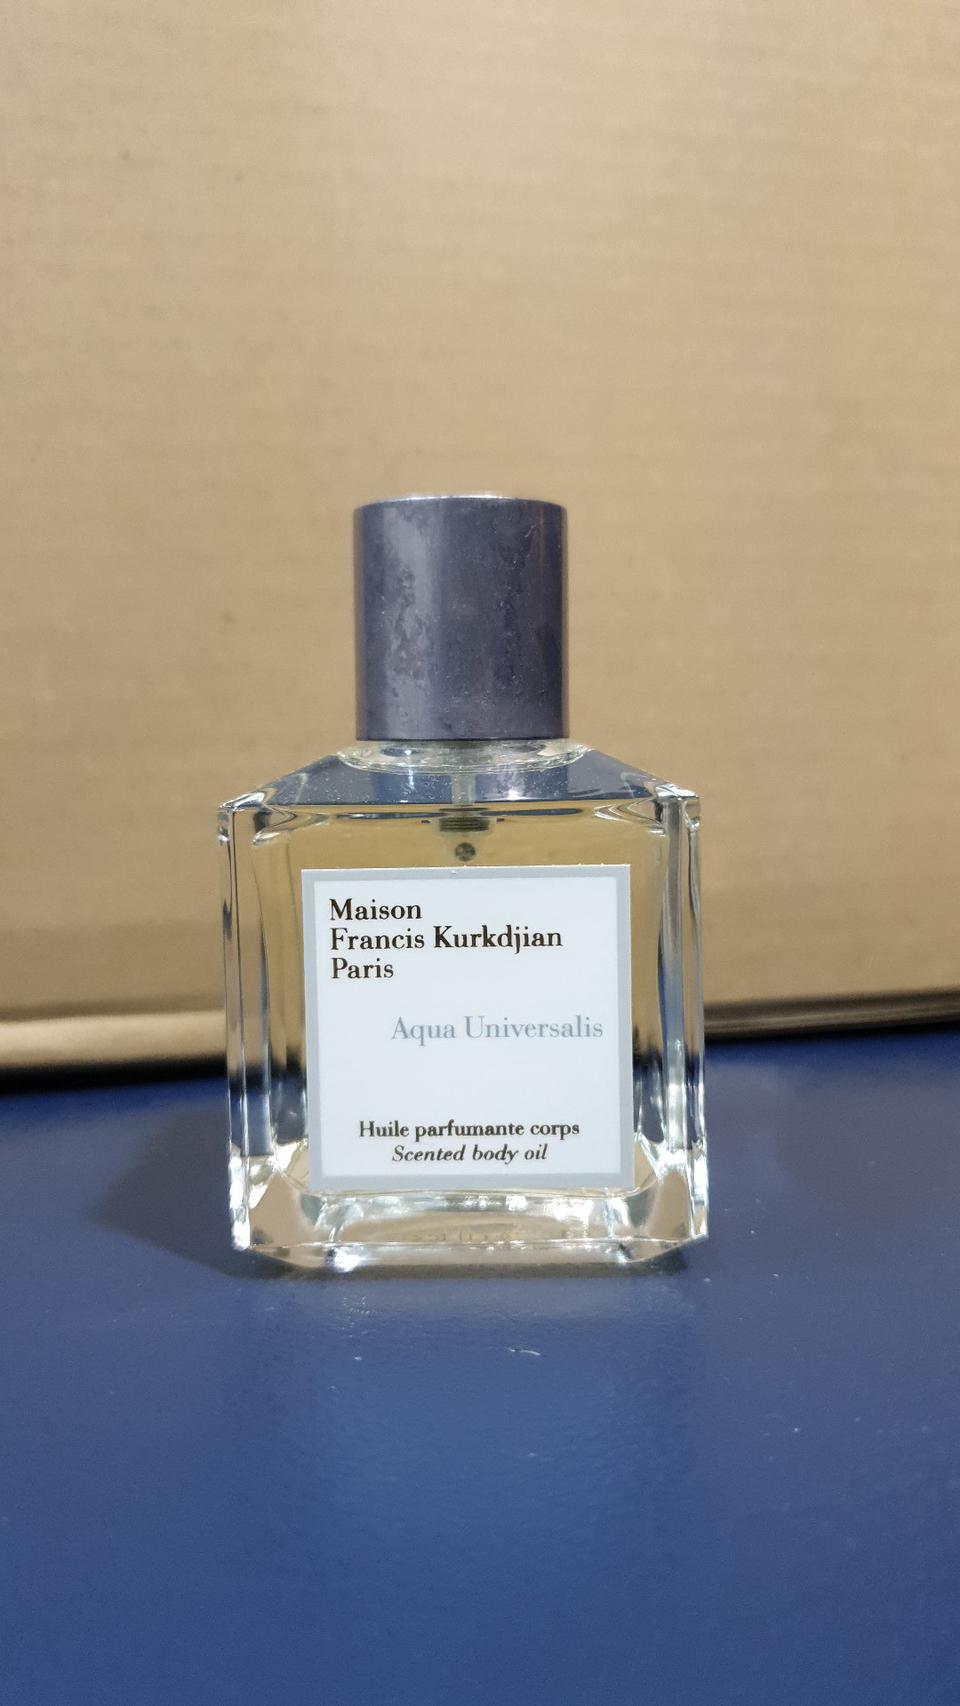 Maison
Francis Kurkdjian
Paris
Aqua Universalis
Huile parfumante corps
Scented body oil